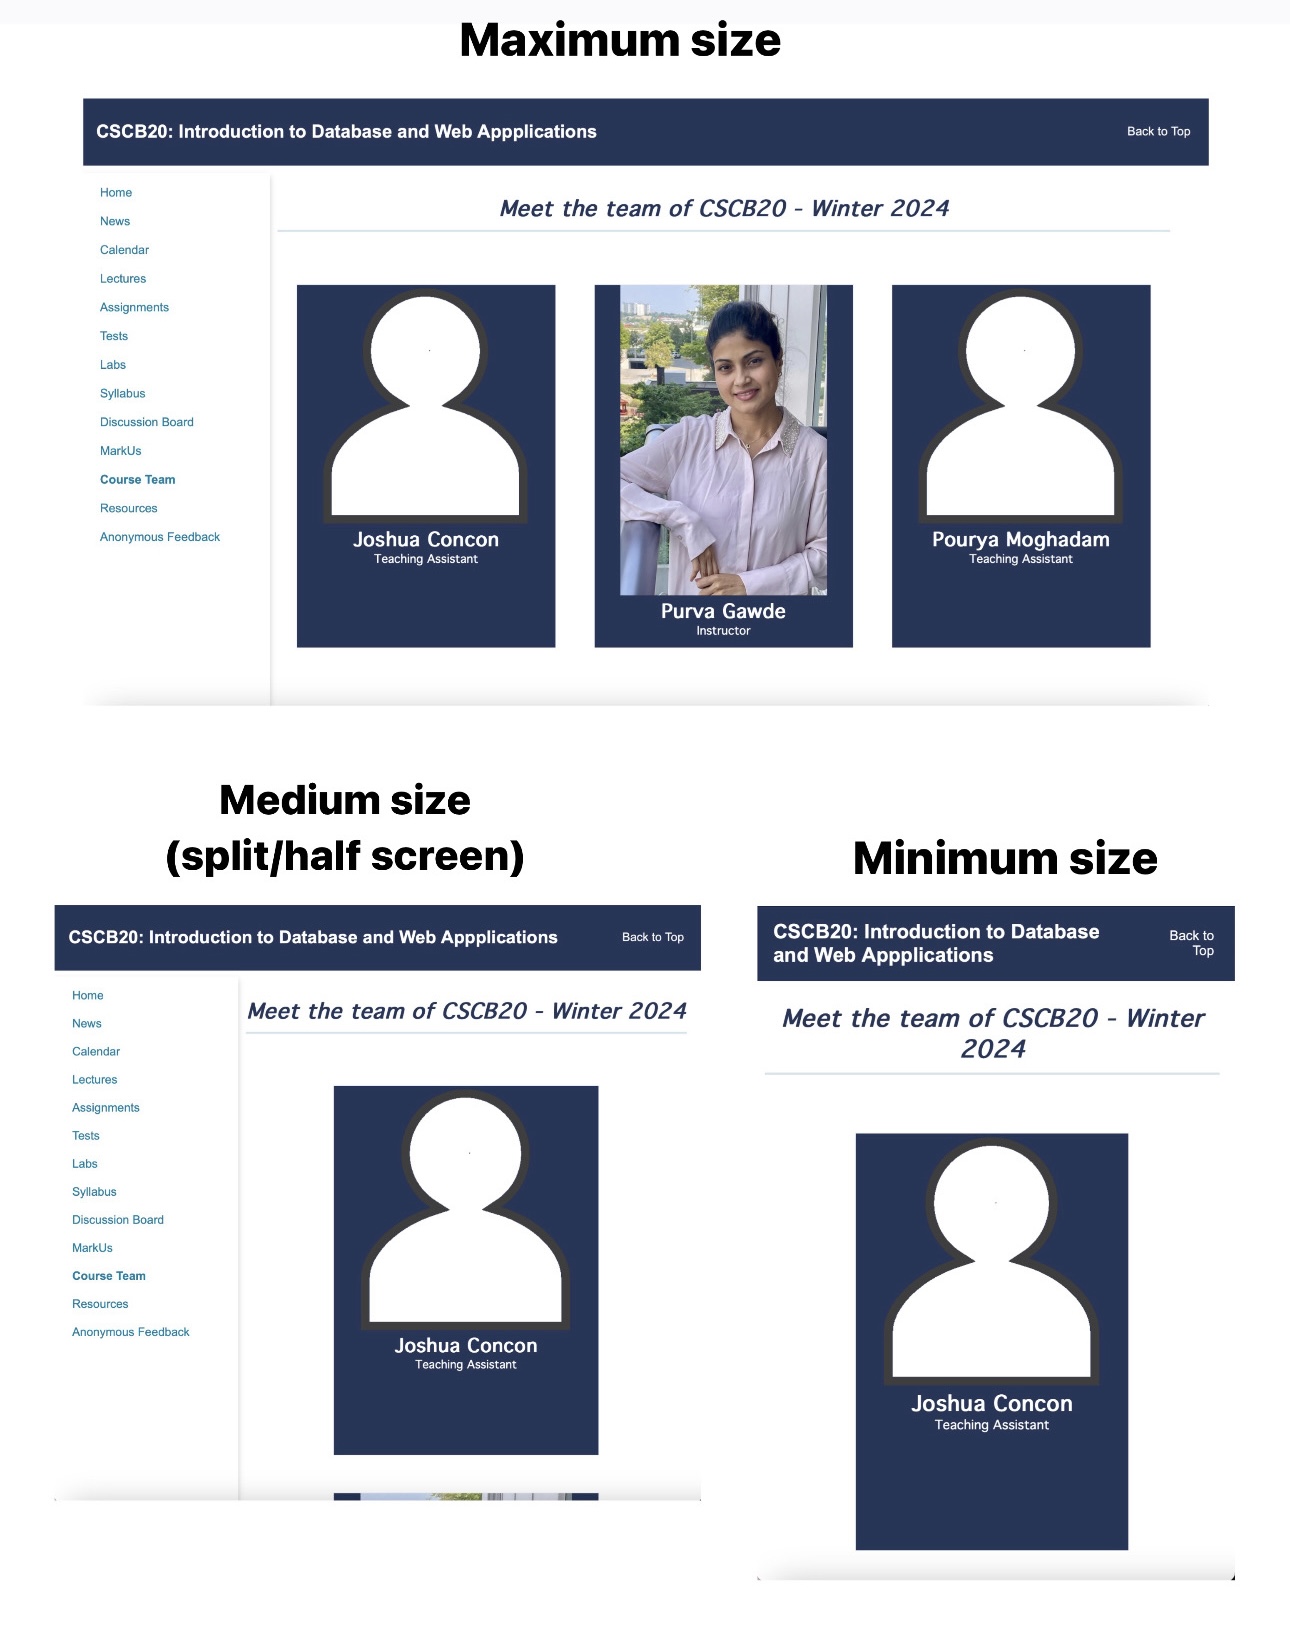 Maximum size
CSCB20: Introduction to Database and Web Appplications
Back to Top
Home
News
Calendar
Lectures
Assignments
Tests
Labs
Syllabus
Discussion Board
MarkUs
Course Team
Resources
Anonymous Feedback
Meet the team of CSCB20 - Winter 2024
Joshua Concon
Teaching Assistant
Purva Gawde
Instructor
Pourya Moghadam
Teaching Assistant
Medium size
(split/half screen)
CSCB20: Introduction to Database and Web Appplications
Back to Top
Home
News
Calendar
Lectures
Assignments
Tests
Labs
Syllabus
Discussion Board
MarkUs
Course Team
Resources
Anonymous Feedback
Meet the team of CSCB20 - Winter 2024
Joshua Concon
Teaching Assistant
Minimum size
CSCB20: Introduction to Database
and Web Appplications
Back to
Top
Meet the team of CSCB20 - Winter
2024
Joshua Concon
Teaching Assistant